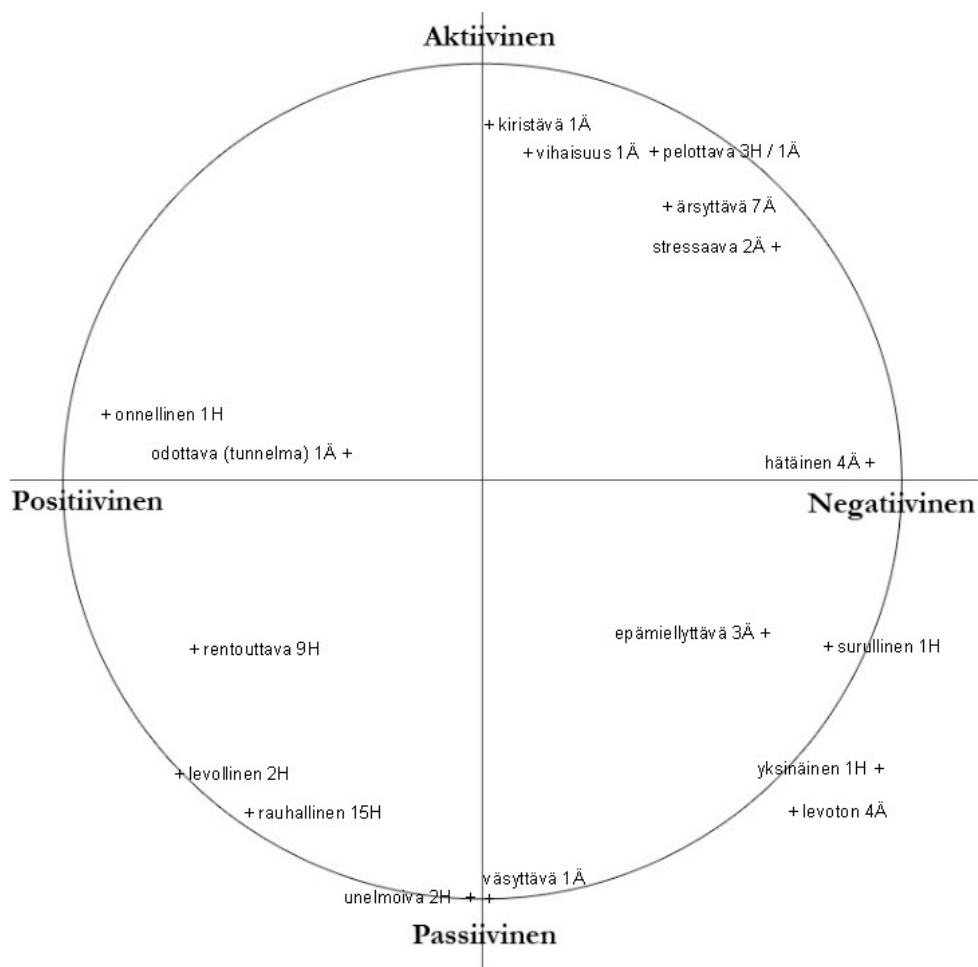 Aktiivinen
+ kiristävä 1Ä
+ vihaisuus 1Ä + pelottava 3H / 1Ä
+ ärsyttävä 7Ä
stressaava 2Ä +
+ onnellinen 1H
odottava (tunnelma) 1Ä +
hätäinen 4Ä +
Positiivinen Negatiivinen
epämiellyttävä 3Ä +
+ surullinen 1H
+ rentouttava 9H
yksinäinen 1H +
+ levollinen 2H
+ rauhallinen 15H
+ levoton 4Ä
väsyttävä 1Ä
unelmoiva 2H + +
Passiivinen